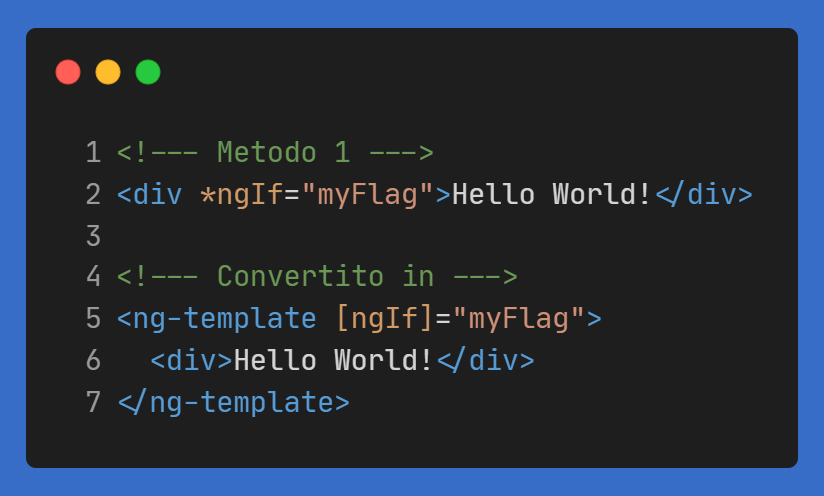 1 <!--- Metodo 1 --->
2 <div *ngIf="myFlag">Hello World!</div>
3
4 <!--- Convertito in --->
5 <ng-template [ngIf]="myFlag">
6   <div>Hello World!</div>
7 </ng-template>